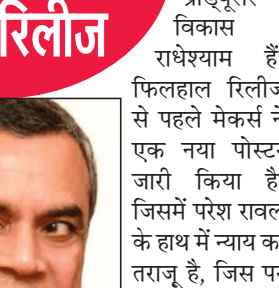 रिलीज
विकास
राधेश्याम हैं
फिलहाल रिलीज
से पहले मेकर्स ने
एक नया पोस्टर
जारी किया है
जिसमें परेश रावल
के हाथ में न्याय का
तराजू है, जिस पर